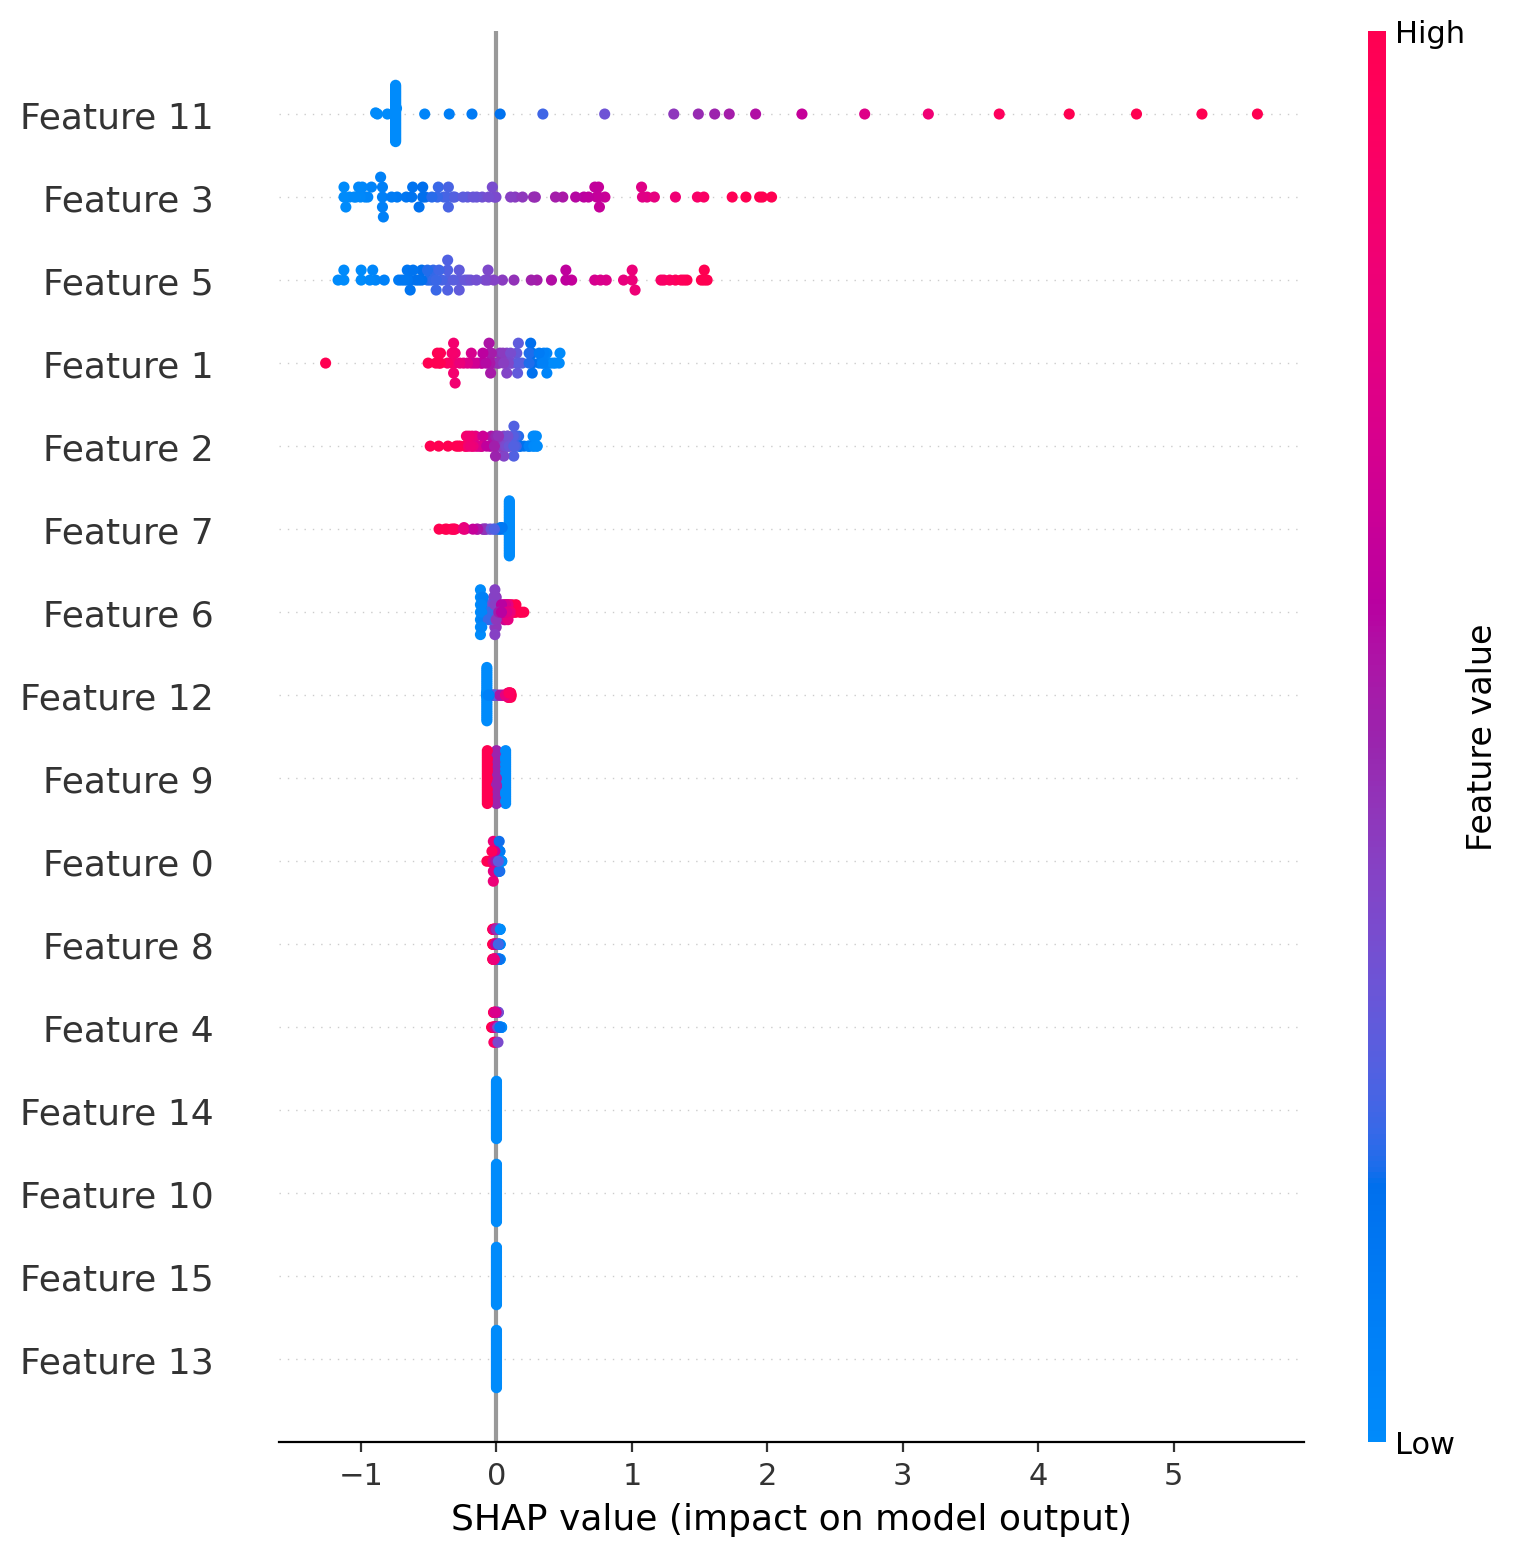 High
Feature 11
Feature 3
Feature 5
Feature 1
Feature 2
Feature 7
Feature 6
Feature 12
Feature 9
Feature 0
Feature 8
Feature 4
Feature 14
Feature 10
Feature 15
Feature 13
Feature value
Low
−1 0 1 2 3 4 5
SHAP value (impact on model output)